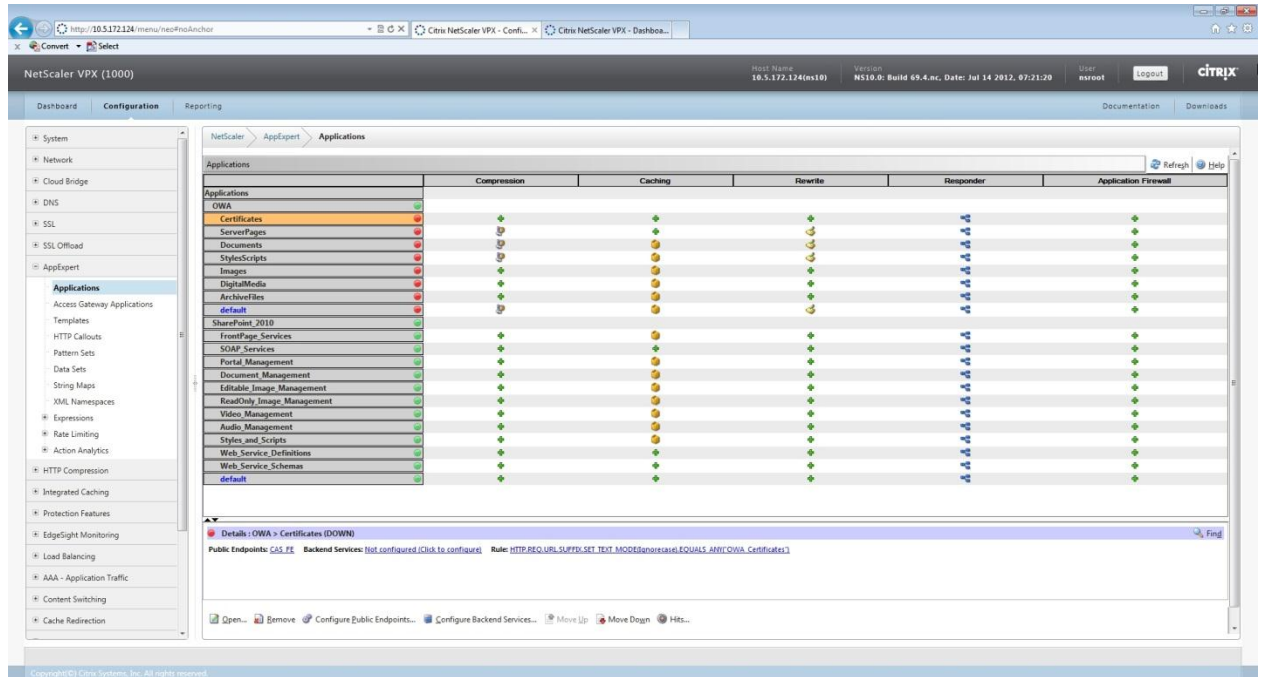 http://10.5.172.124/menu/neo#noAnchor
Citrix NetScaler VPX - Confi...
Citrix NetScaler VPX - Dashboa...
Convert
Select
NetScaler VPX (1000)
Host Name
10.5.172.124(ns10)
Version
NS10.0: Build 69.4.nc, Date: Jul 14 2012, 07:21:20
User
nsroot
Logout
CITRIX
Dashboard
Configuration
Reporting
Documentation
Downloads
System
Network
Cloud Bridge
DNS
SSL
SSL Offload
AppExpert
Applications
Access Gateway Applications
Templates
HTTP Callouts
Pattern Sets
Data Sets
String Maps
XML Namespaces
Expressions
Rate Limiting
Action Analytics
HTTP Compression
Integrated Caching
Protection Features
EdgeSight Monitoring
Load Balancing
AAA - Application Traffic
Content Switching
Cache Redirection
NetScaler AppExpert Applications
Applications
Refresh Help
Compression Caching Rewrite Responder Application Firewall
Applications
OWA
Certificates
ServerPages
Documents
StylesScripts
Images
DigitalMedia
ArchiveFiles
default
SharePoint_2010
FrontPage_Services
SOAP_Services
Portal_Management
Document_Management
Editable_Image_Management
ReadOnly_Image_Management
Video_Management
Audio_Management
Styles_and_Scripts
Web_Service_Definitions
Web_Service_Schemas
default
Details : OWA > Certificates (DOWN)
Find
Public Endpoints: CAS_FE Backend Services: Not configured (Click to configure) Rule: HTTP.REQ.URL.SUFFIX.SET_TEXT_MODE(ignorecase).EQUALS_ANY("OWA_Certificates")
Open... Remove Configure Public Endpoints... Configure Backend Services... Move Up Move Down Hits...
Copyright(©) Citrix Systems, Inc. All rights reserved.